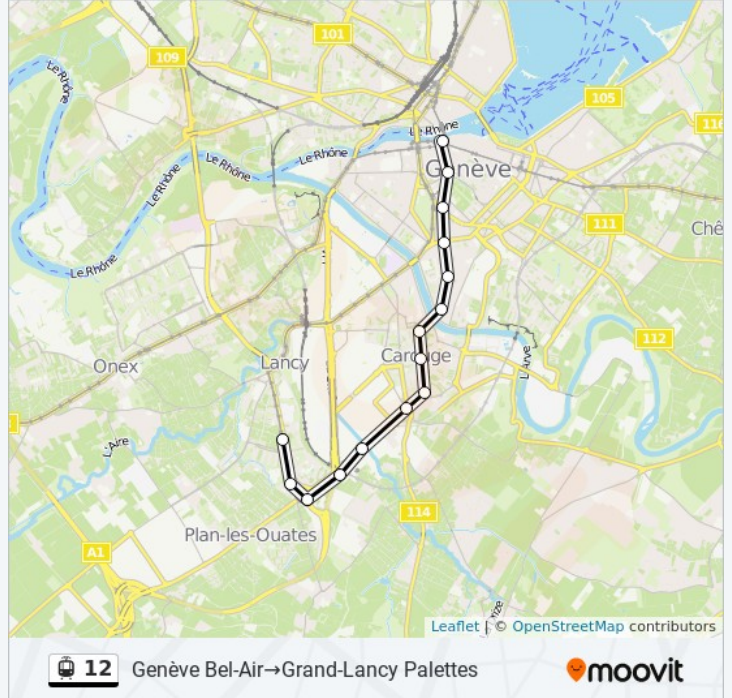 101
109
Le Rhône
105
116
Le Rhône
Le Rhône
Le Rhône
Genève
Le Rhône
111
Chê
Le Rhône
112
L'Arve
Carouge
Lancy
Onex
L'Aire
114
Plan-les-Ouates
A1
Leaflet | © OpenStreetMap contributors
12 Genève Bel-Air→Grand-Lancy Palettes
moovit